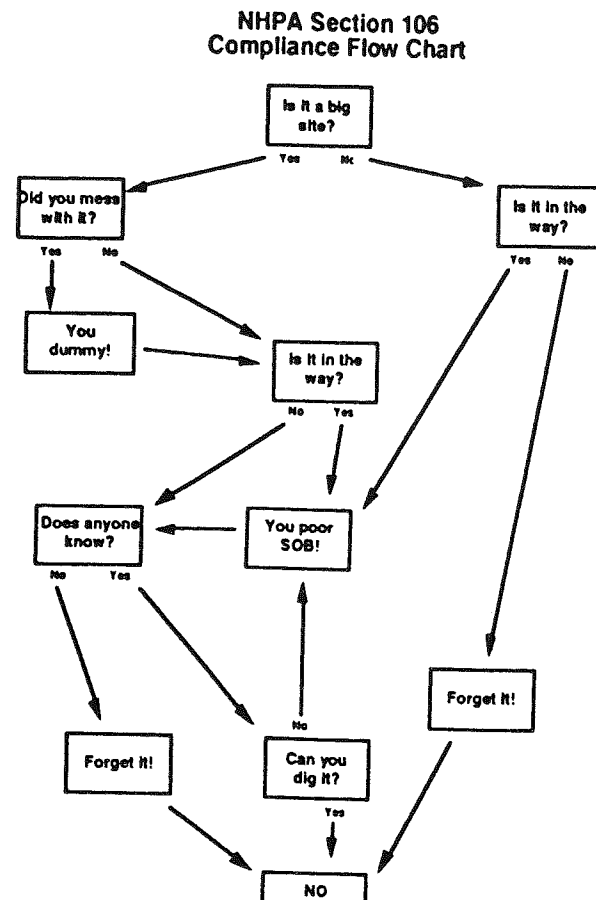 NHPA Section 106
Compliance Flow Chart
Is it a big
site?
Yes No
Did you mess
with it?
Yes No
Is it in the
way?
Yes No
You
dummy!
Is it in the
way?
No Yes
Does anyone
know?
No Yes
You poor
SOB!
Forget it!
No
Forget it!
Can you
dig it?
Yes
NO